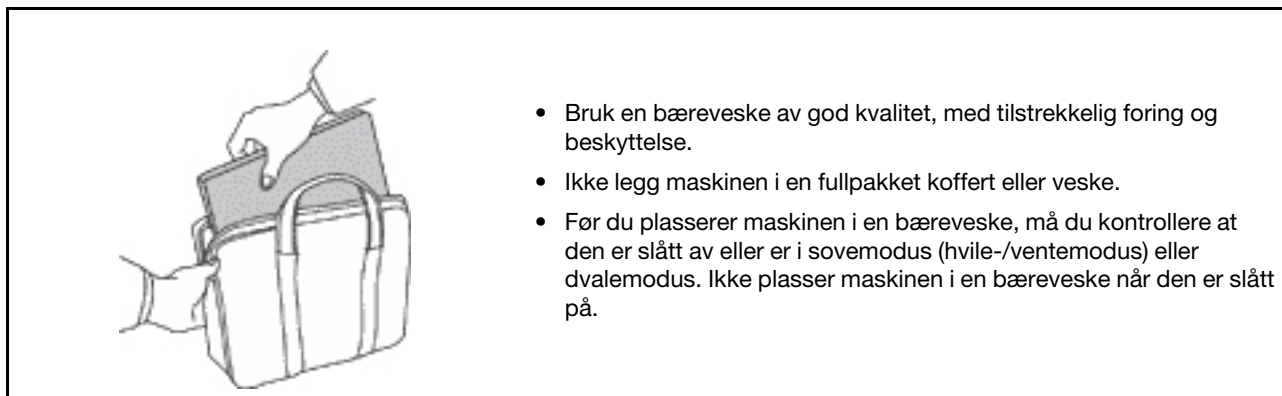 • Bruk en bæreveske av god kvalitet, med tilstrekkelig foring og
beskyttelse.
• Ikke legg maskinen i en fullpakket koffert eller veske.
• Før du plasserer maskinen i en bæreveske, må du kontrollere at
den er slått av eller er i sovemodus (hvile-/ventemodus) eller
dvalemodus. Ikke plasser maskinen i en bæreveske når den er slått
på.